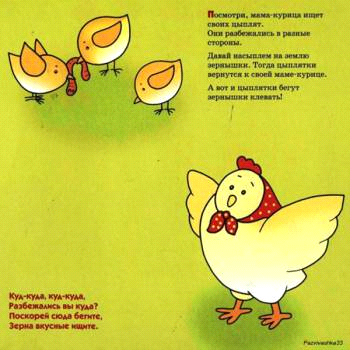 Посмотри, мама-курица ищет
своих цыплят.
Они разбежались в разные
стороны.
Давай насыплем на землю
зернышки. Тогда цыплятки
вернутся к своей маме-курице.
А вот и цыплятки бегут
зернышки клевать!
Куд-куда, куд-куда,
Разбежались вы куда?
Поскорей сюда бегите,
Зерна вкусные ищите.
Pazvivashka33